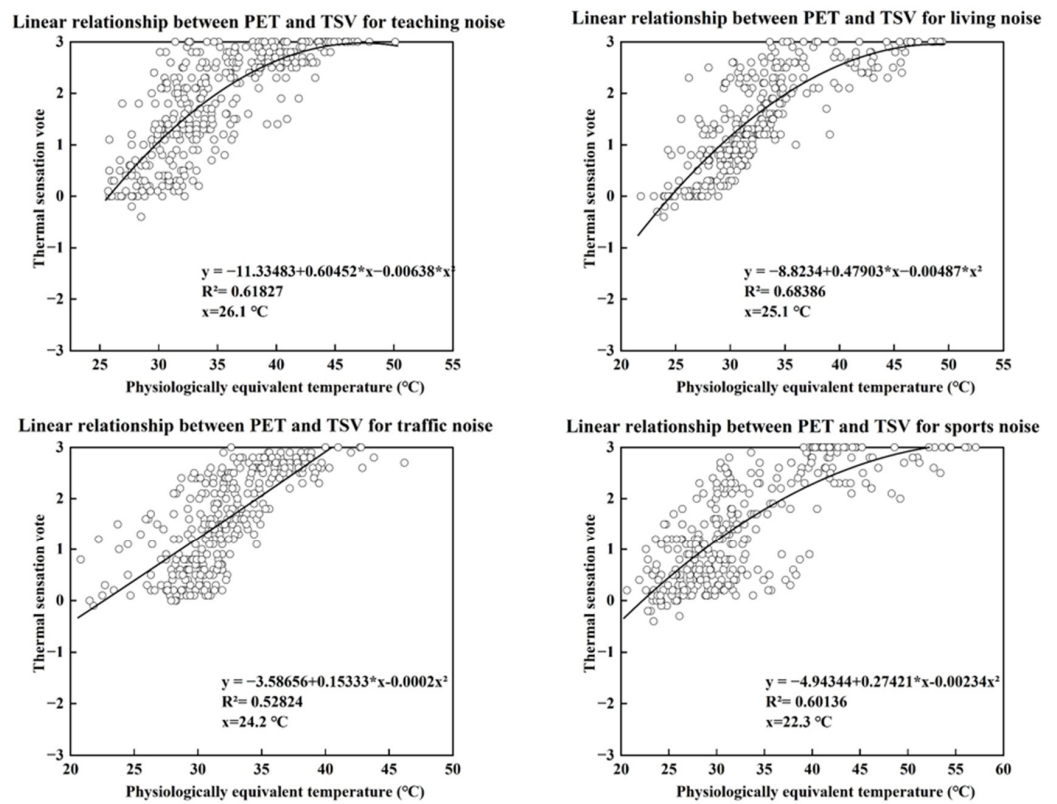 Linear relationship between PET and TSV for teaching noise
3
2
1
0
−1
−2
−3
Thermal sensation vote
y = −11.33483+0.60452*x−0.00638*x²
R²= 0.61827
x=26.1 ℃
25 30 35 40 45 50 55
Physiologically equivalent temperature (℃)
Linear relationship between PET and TSV for living noise
3
2
1
0
−1
−2
−3
Thermal sensation vote
y = −8.8234+0.47903*x−0.00487*x²
R²= 0.68386
x=25.1 ℃
20 25 30 35 40 45 50 55
Physiologically equivalent temperature (℃)
Linear relationship between PET and TSV for traffic noise
3
2
1
0
−1
−2
−3
Thermal sensation vote
y = −3.58656+0.15333*x-0.0002x²
R²= 0.52824
x=24.2 ℃
20 25 30 35 40 45 50
Physiologically equivalent temperature (℃)
Linear relationship between PET and TSV for sports noise
3
2
1
0
−1
−2
−3
Thermal sensation vote
y = −4.94344+0.27421*x-0.00234x²
R²= 0.60136
x=22.3 ℃
20 25 30 35 40 45 50 55 60
Physiologically equivalent temperature (℃)